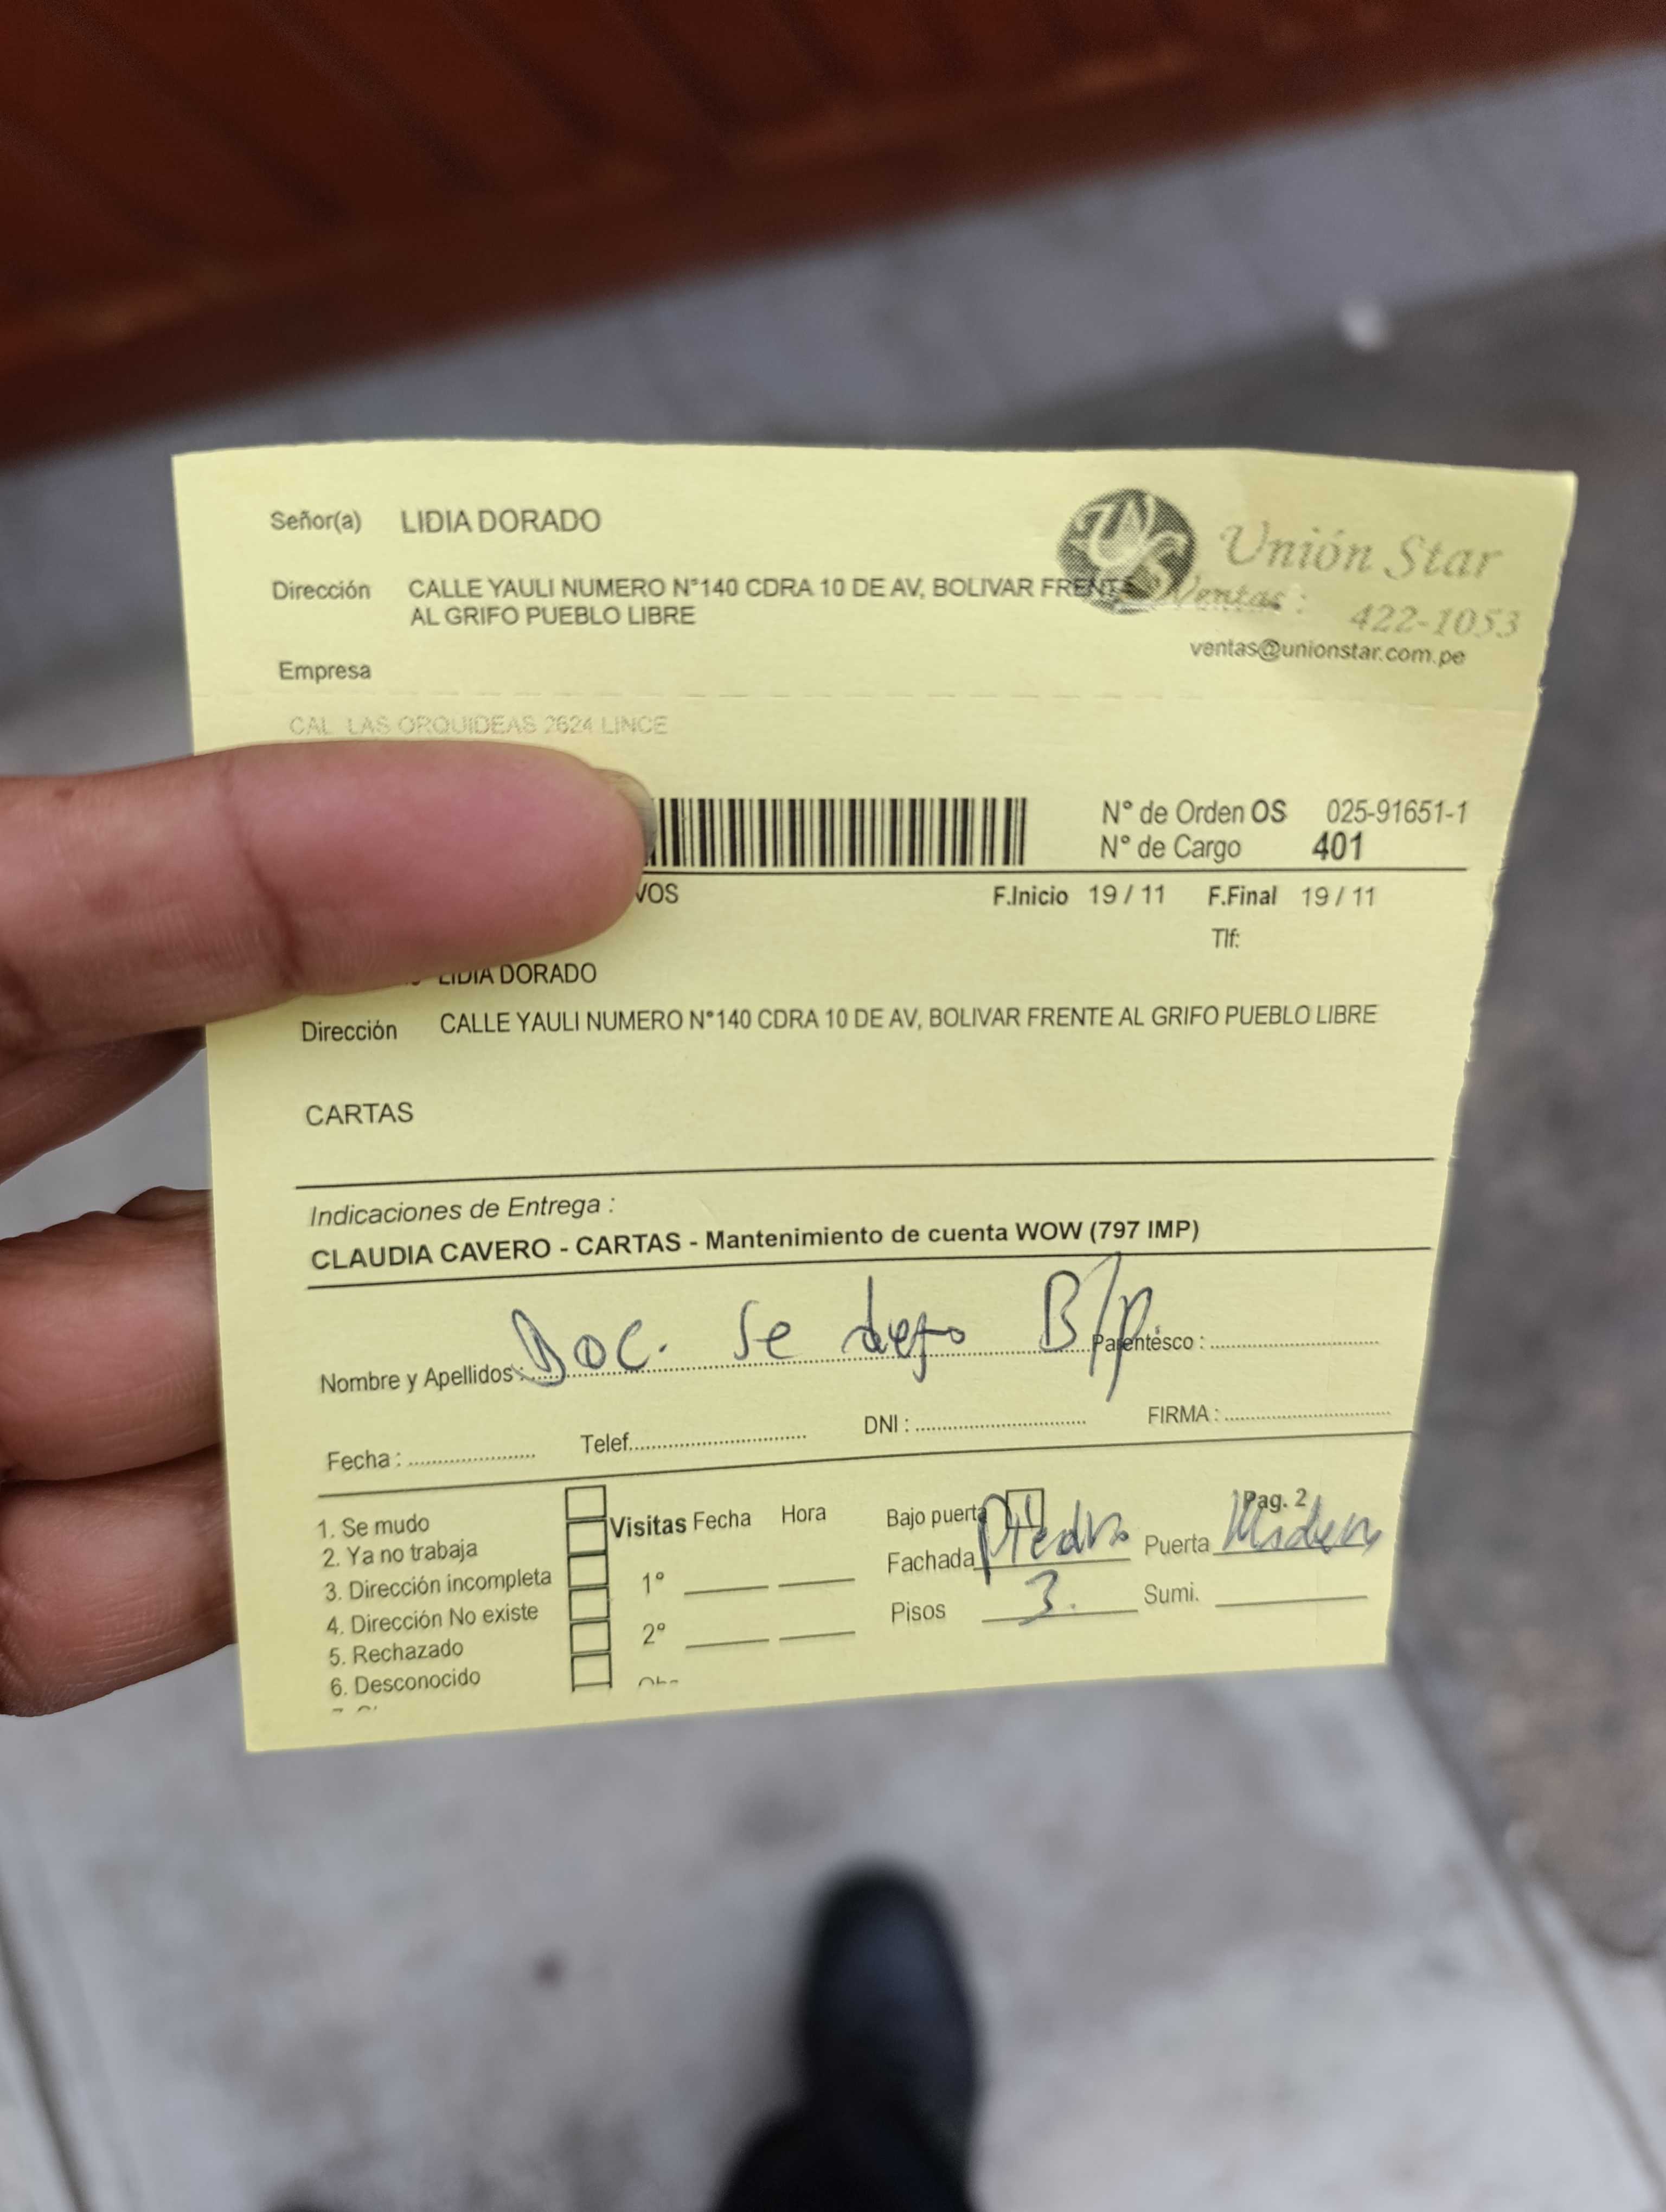 Señor(a) LIDIA DORADO
Unión Star
Dirección CALLE YAULI NUMERO N°140 CDRA 10 DE AV, BOLIVAR FRENTE
AL GRIFO PUEBLO LIBRE
Ventas :
422-1053
ventas@unionstar.com.pe
Empresa
CAL. LAS ORQUIDEAS 2624 LINCE
N° de Orden OS 025-91651-1
N° de Cargo 401
F.Inicio 19 / 11 F.Final 19 / 11
Tlf:
LIDIA DORADO
Dirección CALLE YAULI NUMERO N°140 CDRA 10 DE AV, BOLIVAR FRENTE AL GRIFO PUEBLO LIBRE
CARTAS
Indicaciones de Entrega :
CLAUDIA CAVERO - CARTAS - Mantenimiento de cuenta WOW (797 IMP)
Nombre y Apellidos : Doc. Se dejo B/p. Parentésco :
Fecha : Telef. DNI : FIRMA :
1. Se mudo
2. Ya no trabaja
3. Dirección incompleta
4. Dirección No existe
5. Rechazado
6. Desconocido
Visitas Fecha Hora
1°
2°
Bajo puerta Pag. 2
Fachada Piedra Puerta
Pisos 3. Sumi.